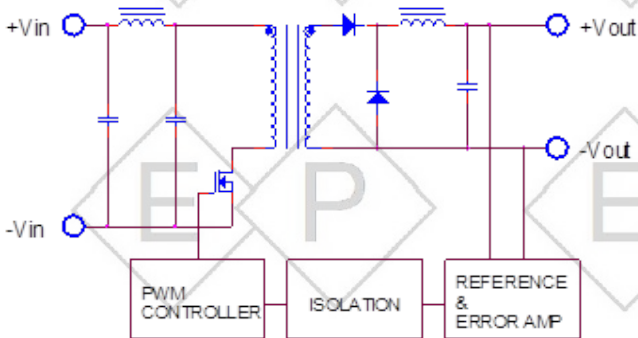 +Vin
+Vout
-Vout
-Vin
E
P
E
PWM
CONTROLLER
ISOLATION
REFERENCE
&
ERROR AMP